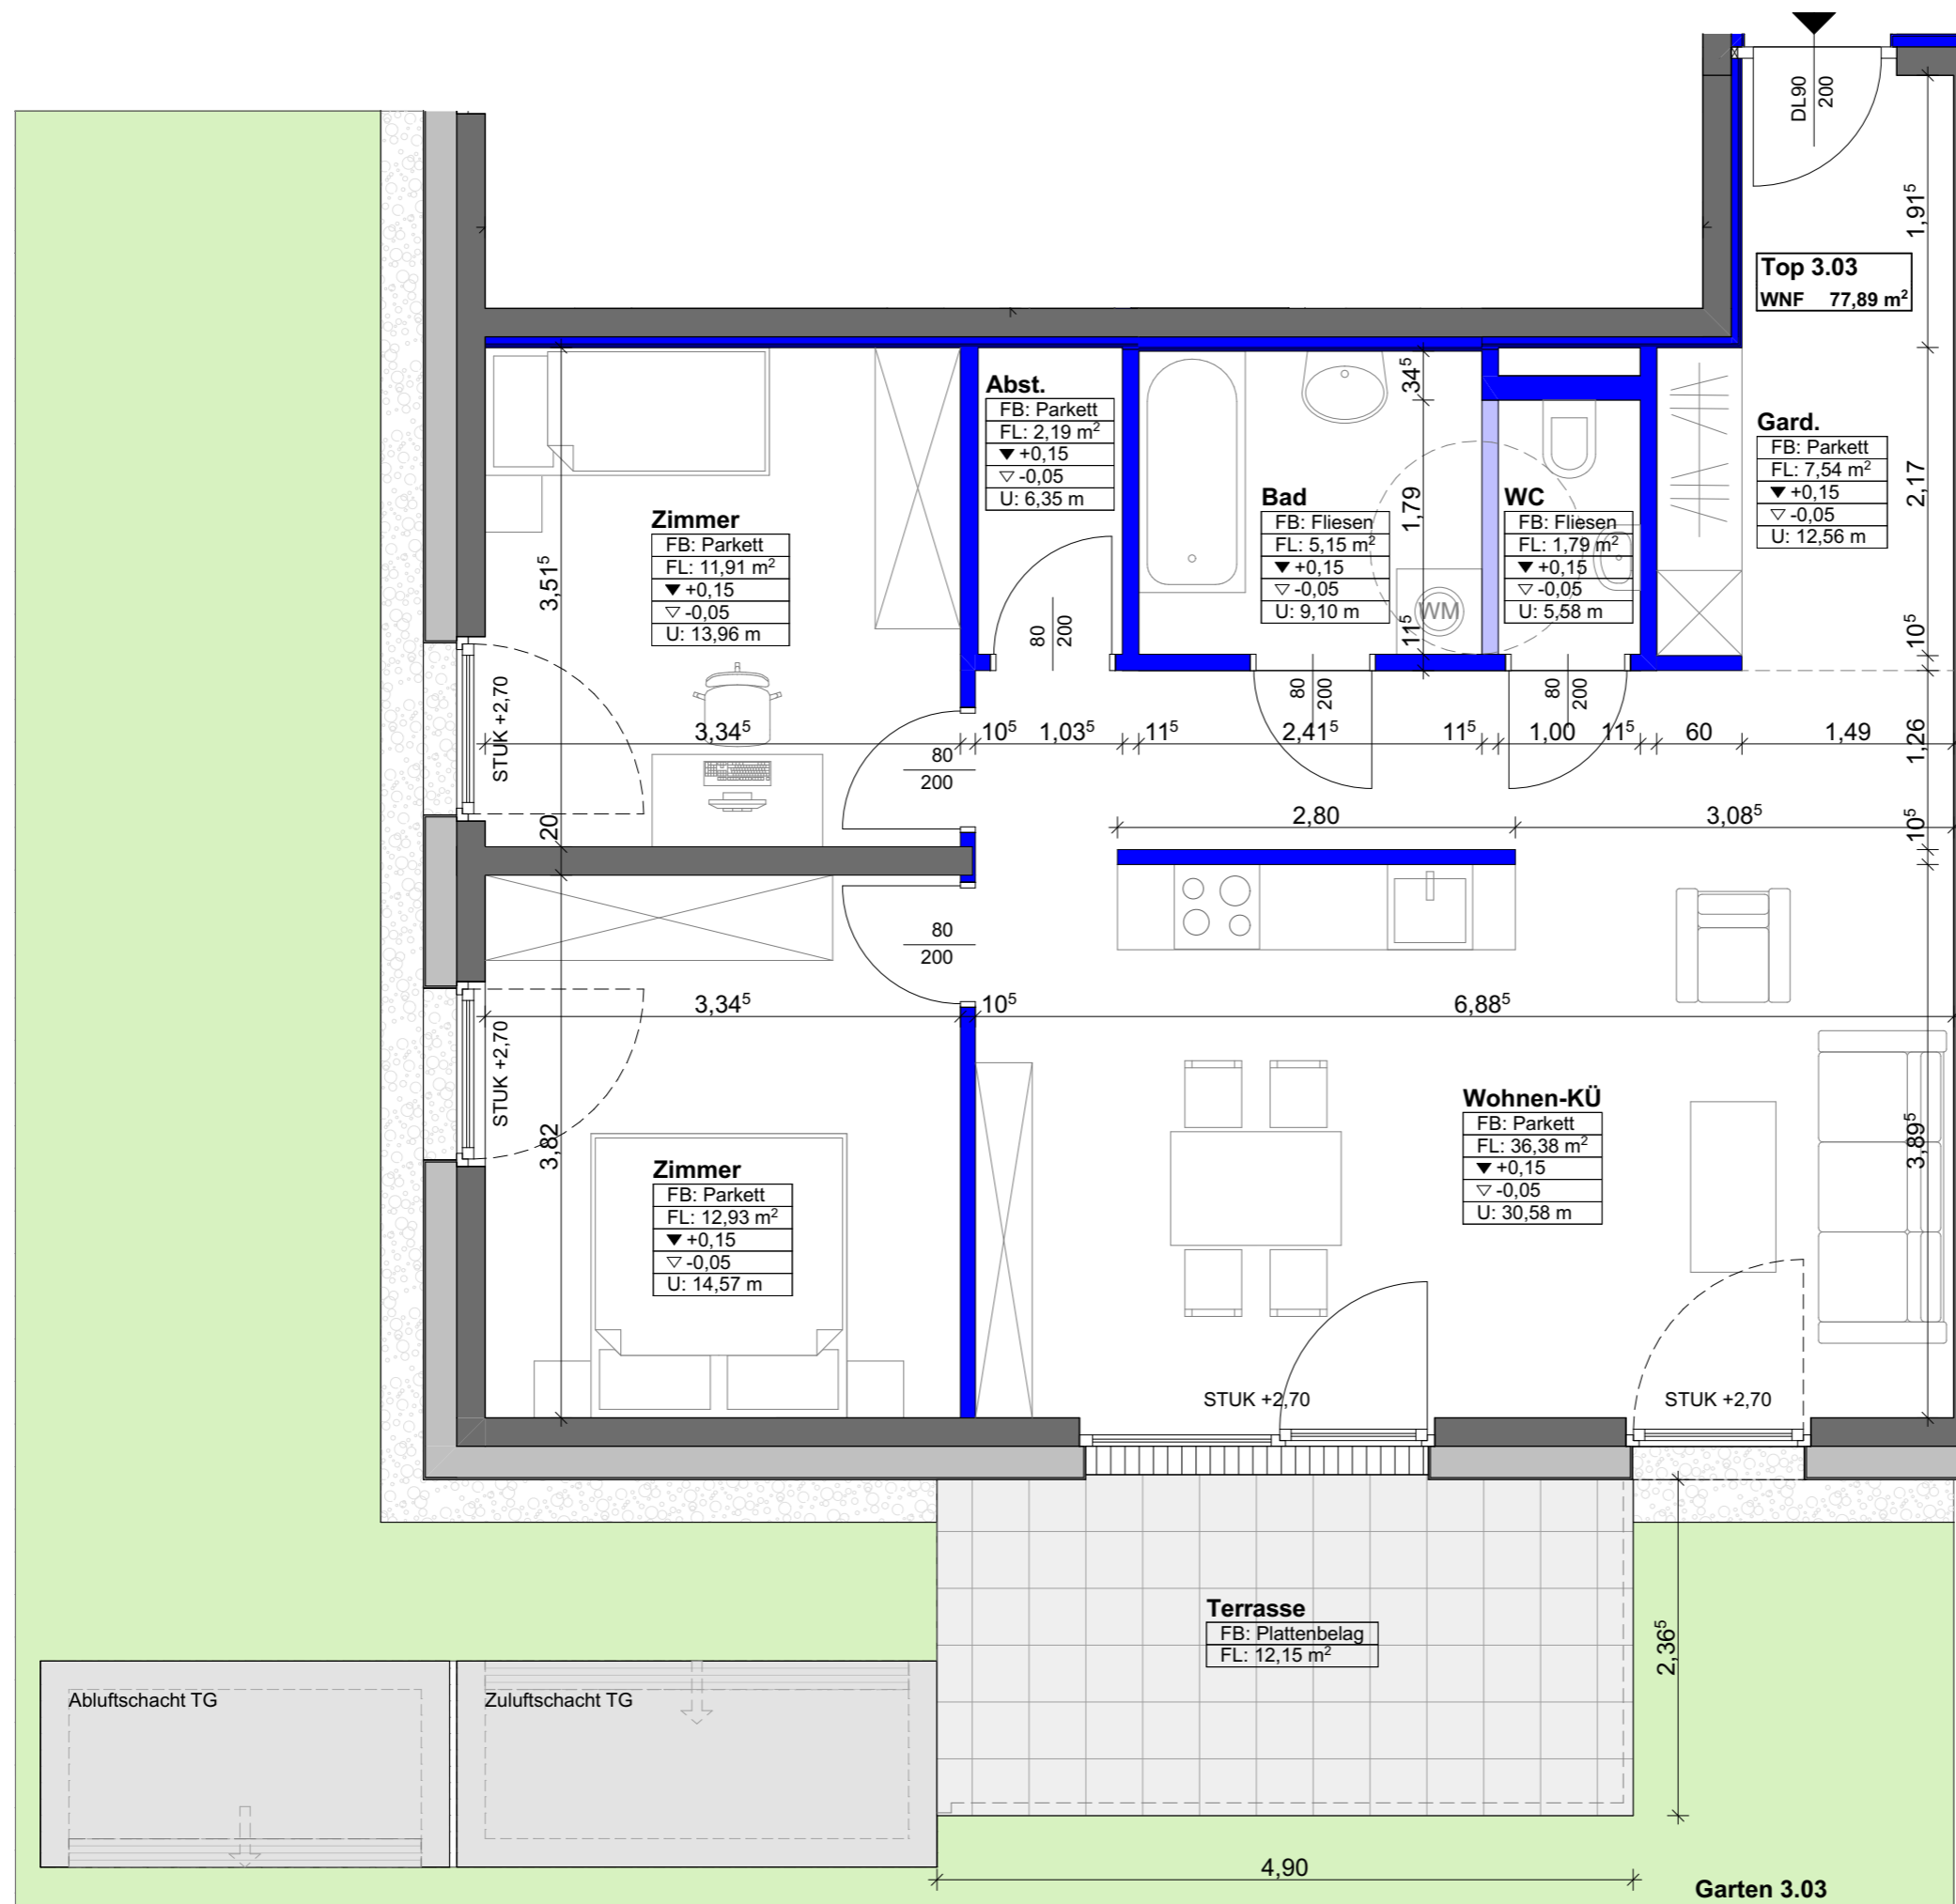 DL90
200
1,91⁵
Top 3.03
WNF 77,89 m²
Abst.
FB: Parkett
FL: 2,19 m²
▼ +0,15
▽ -0,05
U: 6,35 m
34⁵
Gard.
FB: Parkett
FL: 7,54 m²
▼ +0,15
▽ -0,05
U: 12,56 m
2,17
Zimmer
FB: Parkett
FL: 11,91 m²
▼ +0,15
▽ -0,05
U: 13,96 m
3,51⁵
Bad
FB: Fliesen
FL: 5,15 m²
▼ +0,15
▽ -0,05
U: 9,10 m
1,79
WC
FB: Fliesen
FL: 1,79 m²
▼ +0,15
▽ -0,05
U: 5,58 m
WM
11⁵
10⁵
80
200
80
200
80
200
STUK +2,70
3,34⁵
10⁵
1,03⁵
11⁵
2,41⁵
11⁵
1,00
11⁵
60
1,49
1,26
80
200
20
2,80
3,08⁵
10⁵
80
200
3,34⁵
10⁵
6,88⁵
STUK +2,70
3,82
Zimmer
FB: Parkett
FL: 12,93 m²
▼ +0,15
▽ -0,05
U: 14,57 m
Wohnen-KÜ
FB: Parkett
FL: 36,38 m²
▼ +0,15
▽ -0,05
U: 30,58 m
3,89⁵
STUK +2,70
STUK +2,70
Terrasse
FB: Plattenbelag
FL: 12,15 m²
2,36⁵
Abluftschacht TG
Zuluftschacht TG
4,90
Garten 3.03